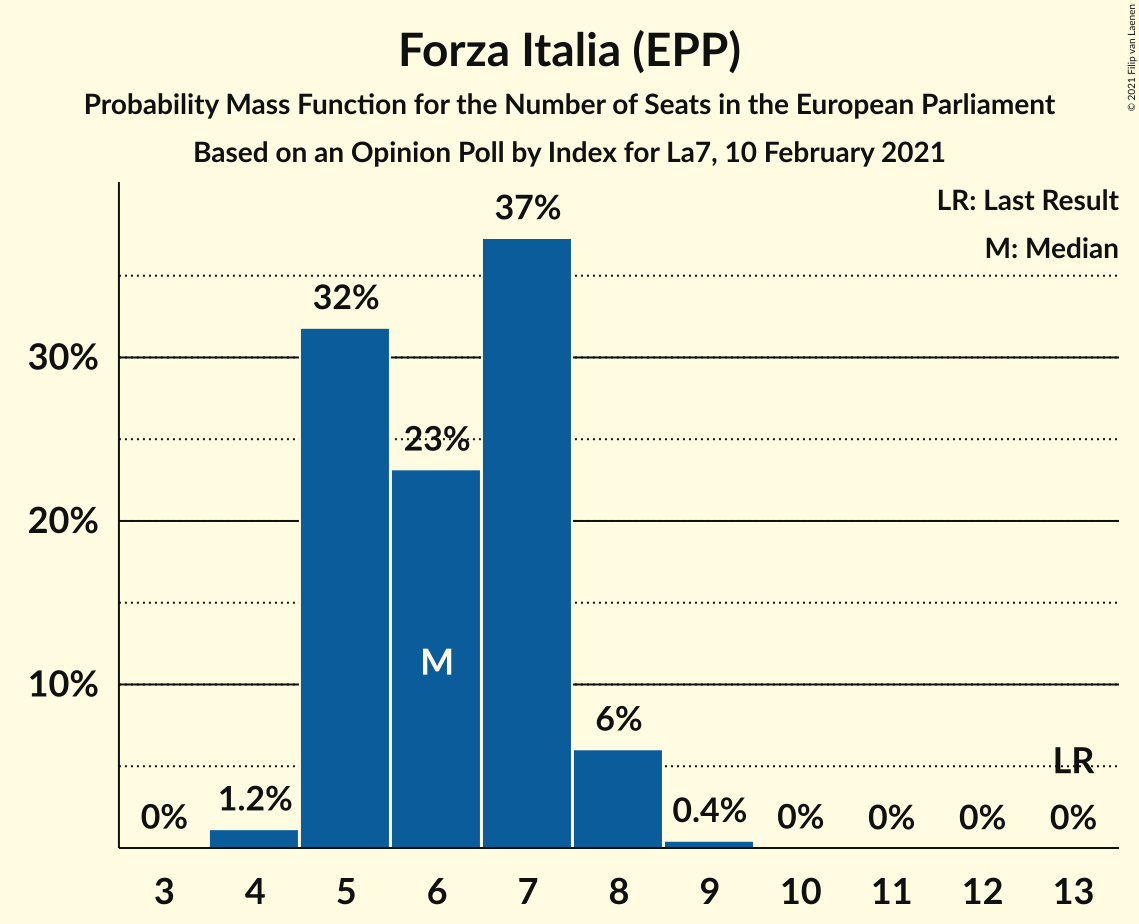 Forza Italia (EPP)
Probability Mass Function for the Number of Seats in the European Parliament
Based on an Opinion Poll by Index for La7, 10 February 2021
© 2021 Filip van Laenen
LR: Last Result
M: Median
37%
32%
30%
23%
20%
M
10%
6%
LR
0% 1.2% 0.4% 0% 0% 0% 0%
3 4 5 6 7 8 9 10 11 12 13